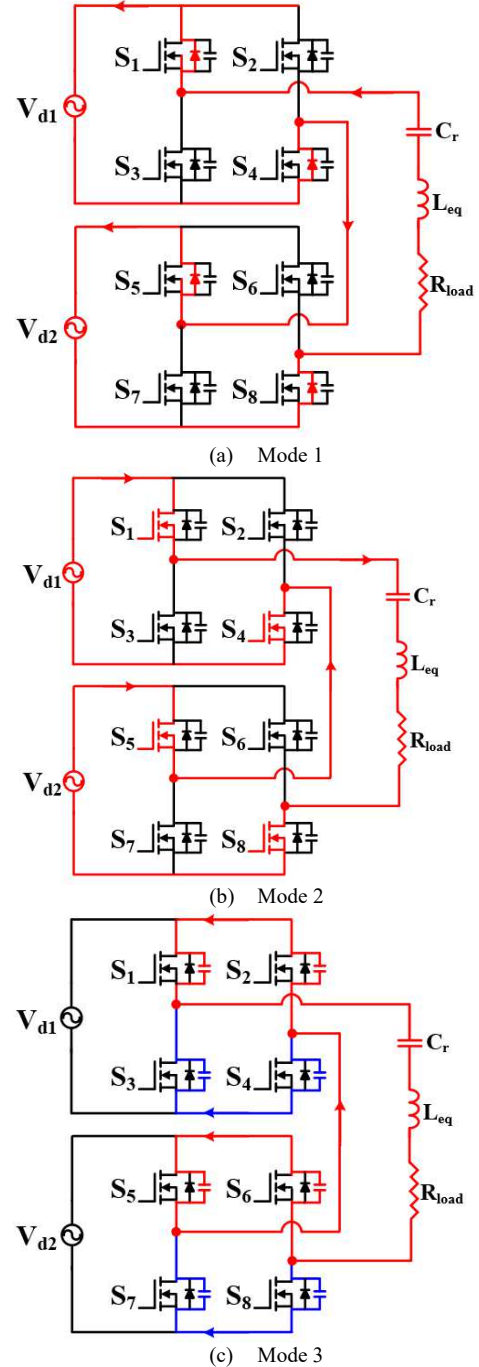 S1
S2
Vd1
Cr
S3
S4
Leq
S5
S6
Rload
Vd2
S7
S8
(a) Mode 1
S1
S2
Vd1
Cr
S3
S4
Leq
S5
S6
Rload
Vd2
S7
S8
(b) Mode 2
S1
S2
Vd1
Cr
S3
S4
Leq
S5
S6
Rload
Vd2
S7
S8
(c) Mode 3